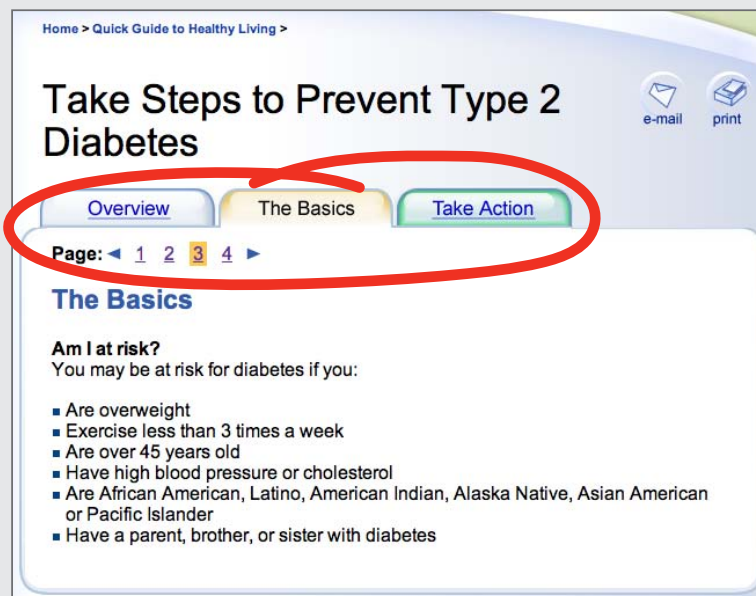 Home > Quick Guide to Healthy Living >
Take Steps to Prevent Type 2
Diabetes
e-mail print
Overview The Basics Take Action
Page: ◄ 1 2 3 4 ►
The Basics
Am I at risk?
You may be at risk for diabetes if you:
▪ Are overweight
▪ Exercise less than 3 times a week
▪ Are over 45 years old
▪ Have high blood pressure or cholesterol
▪ Are African American, Latino, American Indian, Alaska Native, Asian American
or Pacific Islander
▪ Have a parent, brother, or sister with diabetes